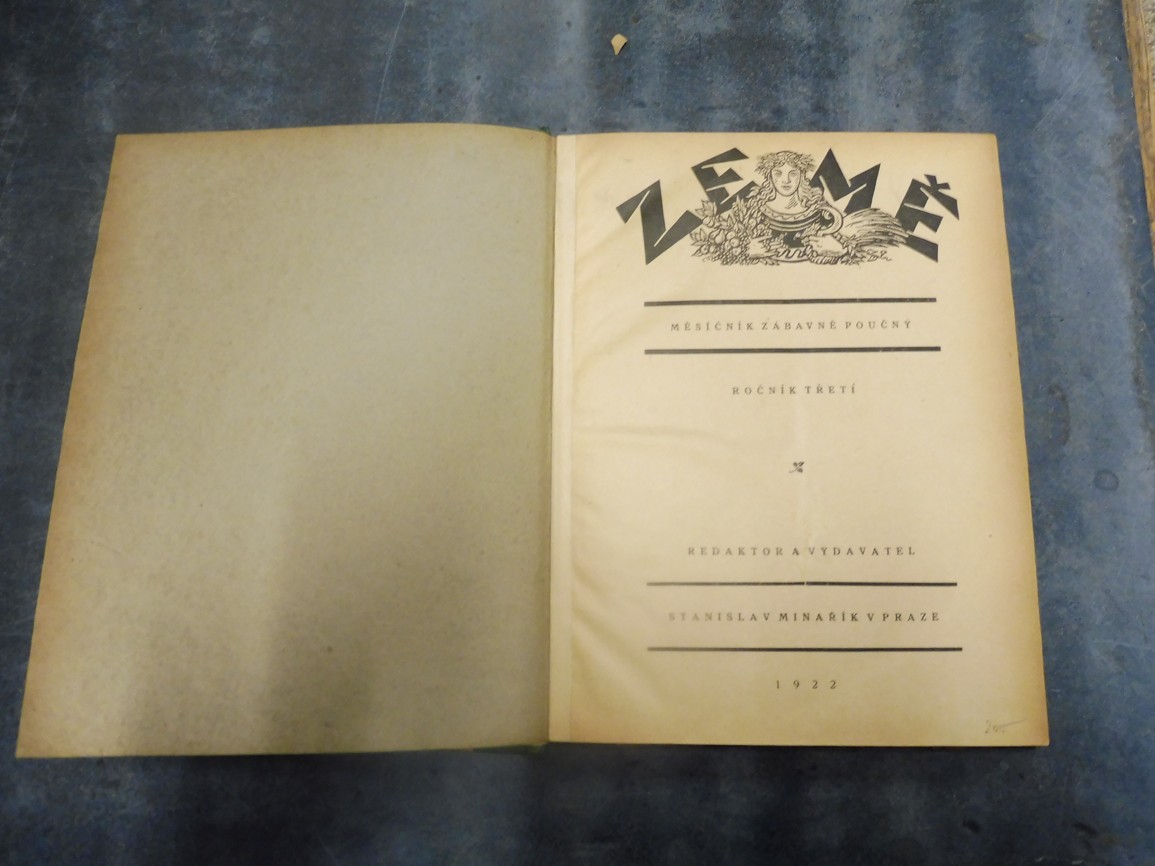 ZEMĚ
MĚSÍČNÍK ZÁBAVNĚ POUČNÝ
ROČNÍK TŘETÍ
REDAKTOR A VYDAVATEL
STANISLAV MINAŘÍK V PRAZE
1922